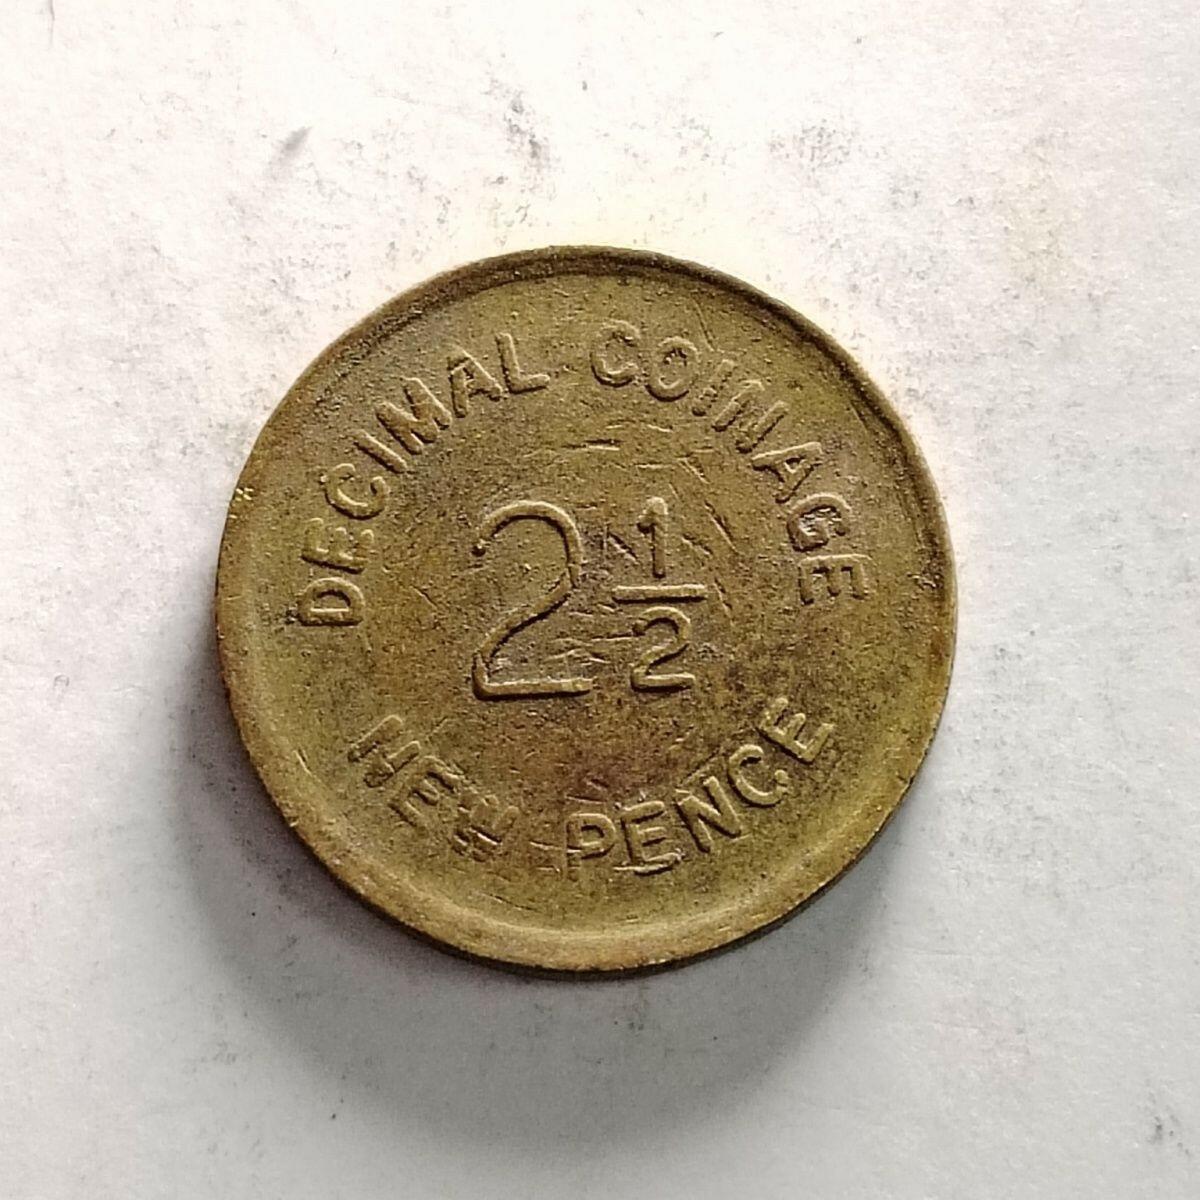 DECIMAL COINAGE
2 1/2
NEW PENCE